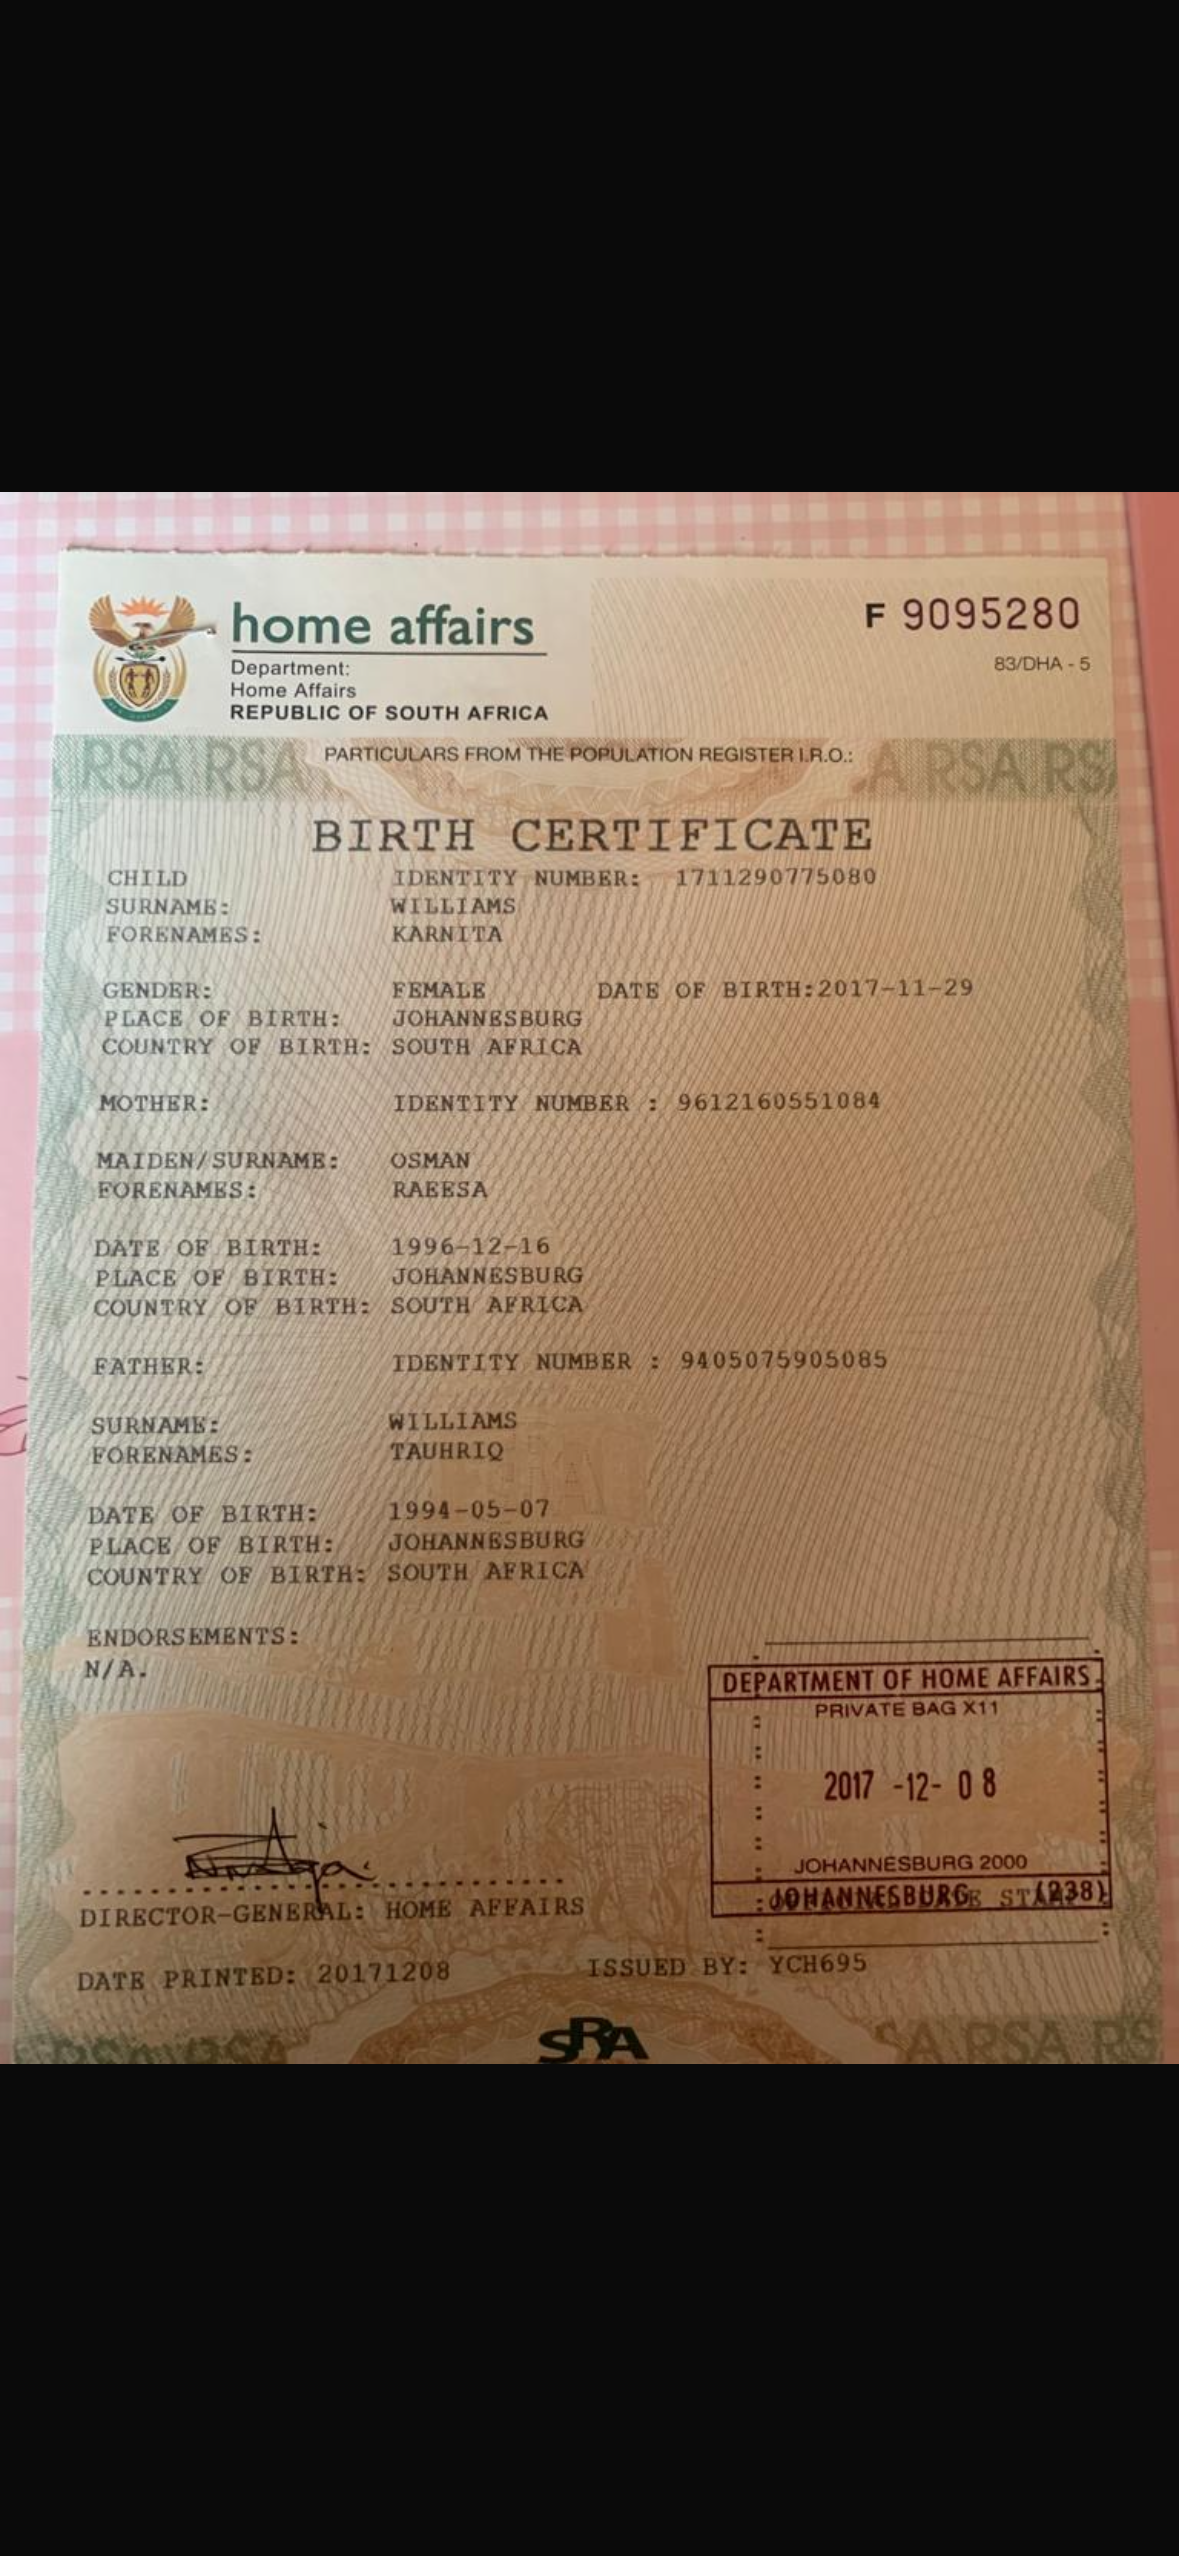 home affairs
Department:
Home Affairs
REPUBLIC OF SOUTH AFRICA
F 9095280
83/DHA - 5
RSA RSA A RSA RS
PARTICULARS FROM THE POPULATION REGISTER I.R.O.:
BIRTH CERTIFICATE
CHILD IDENTITY NUMBER: 1711290775080
SURNAME: WILLIAMS
FORENAMES: KARNITA
GENDER: FEMALE DATE OF BIRTH:2017-11-29
PLACE OF BIRTH: JOHANNESBURG
COUNTRY OF BIRTH: SOUTH AFRICA
MOTHER: IDENTITY NUMBER : 9612160551084
MAIDEN/SURNAME: OSMAN
FORENAMES: RAEESA
DATE OF BIRTH: 1996-12-16
PLACE OF BIRTH: JOHANNESBURG
COUNTRY OF BIRTH: SOUTH AFRICA
FATHER: IDENTITY NUMBER : 9405075905085
SURNAME: WILLIAMS
FORENAMES: TAUHRIQ
DATE OF BIRTH: 1994-05-07
PLACE OF BIRTH: JOHANNESBURG
COUNTRY OF BIRTH: SOUTH AFRICA
ENDORSEMENTS:
N/A.
DEPARTMENT OF HOME AFFAIRS
PRIVATE BAG X11
2017 -12- 08
JOHANNESBURG 2000
JOHANNESBURG (238)
DIRECTOR-GENERAL: HOME AFFAIRS
DATE PRINTED: 20171208 ISSUED BY: YCH695
SRA
RSA RSA SA RSA RS